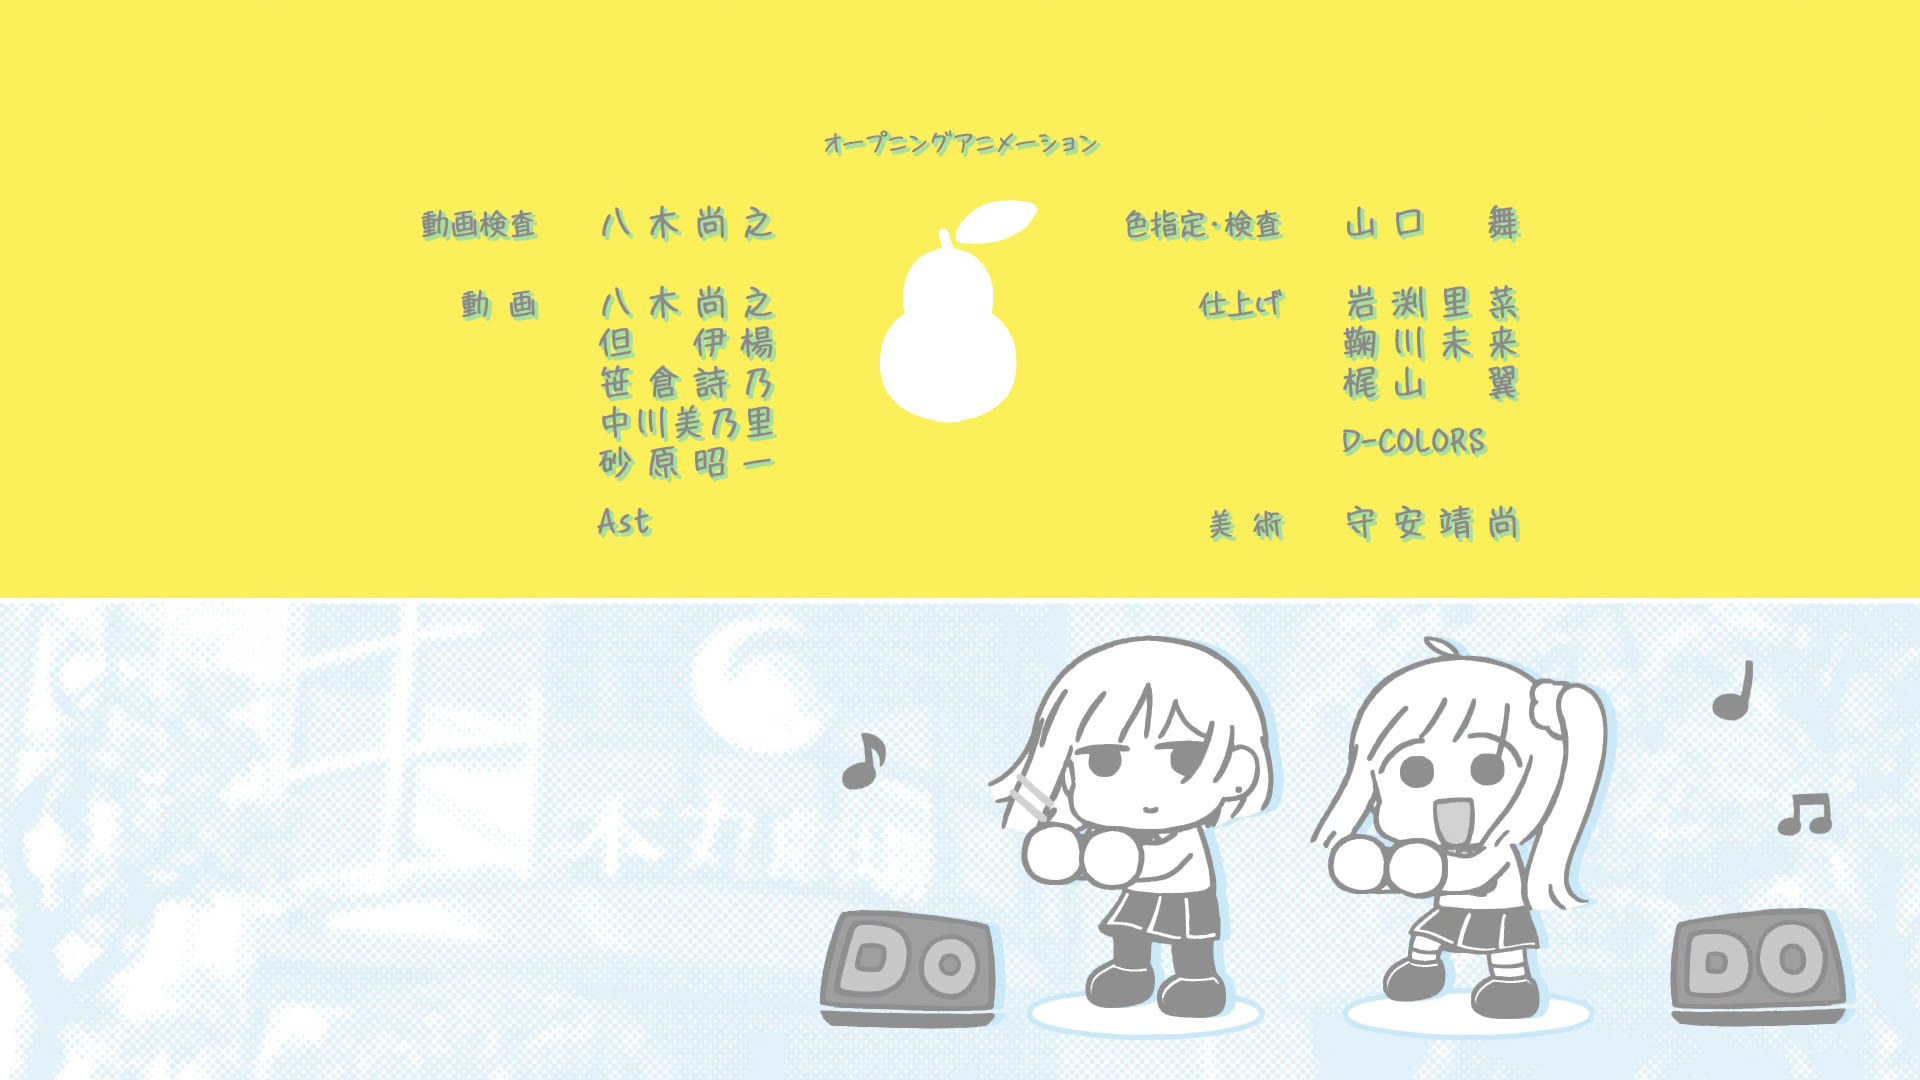 オープニングアニメーション
動画検査 八木尚之
動画 八木尚之
但 伊楊
笹倉詩乃
中川美乃里
砂原昭一
Ast
色指定・検査 山口 舞
仕上げ 岩渕里菜
鞠川未来
梶山 翼
D-COLORS
美術 守安靖尚